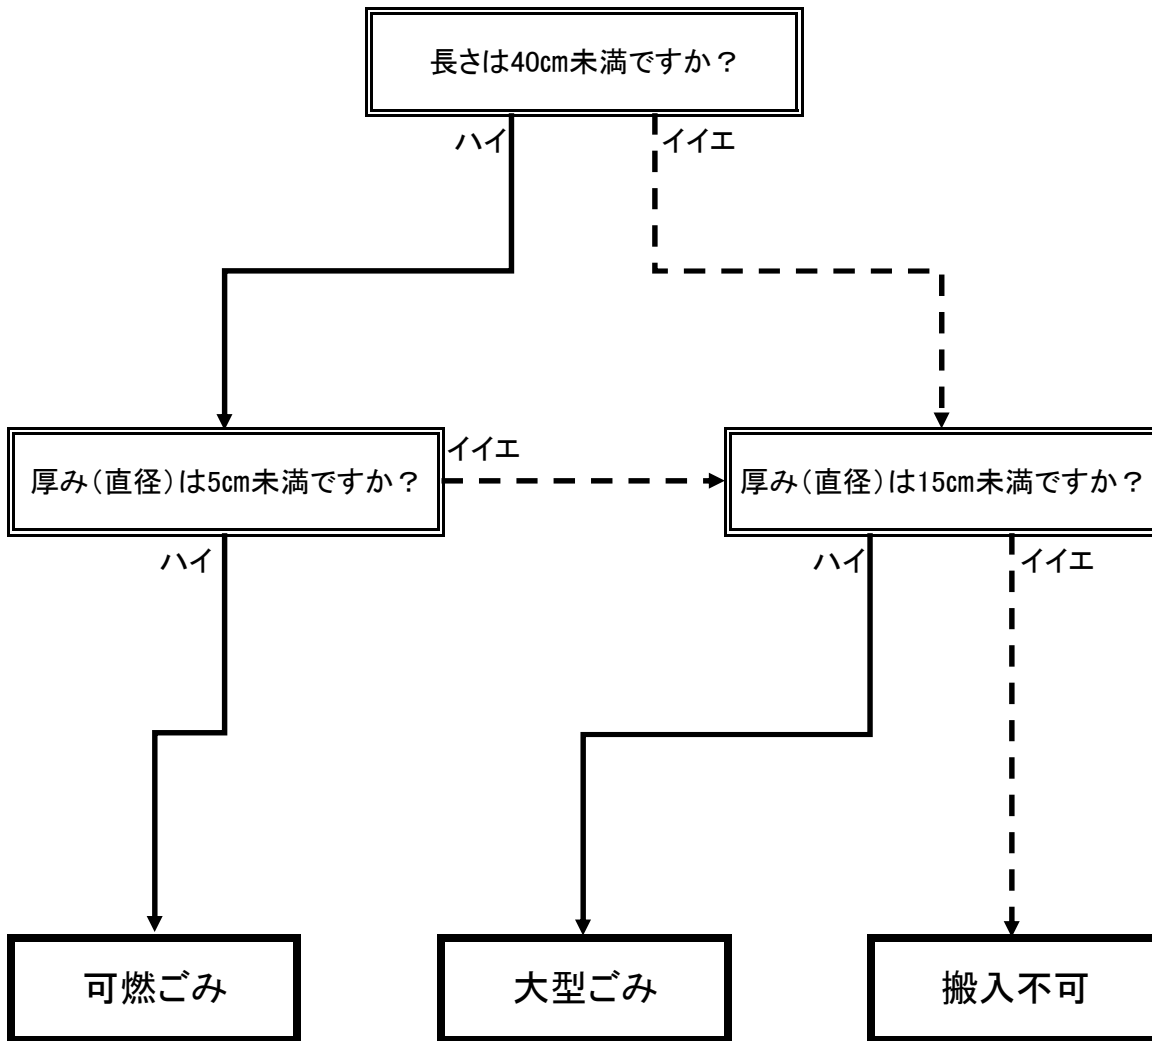 長さは40cm未満ですか？
ハイ
イイエ
厚み（直径）は5cm未満ですか？
イイエ
厚み（直径）は15cm未満ですか？
ハイ
ハイ
イイエ
可燃ごみ
大型ごみ
搬入不可